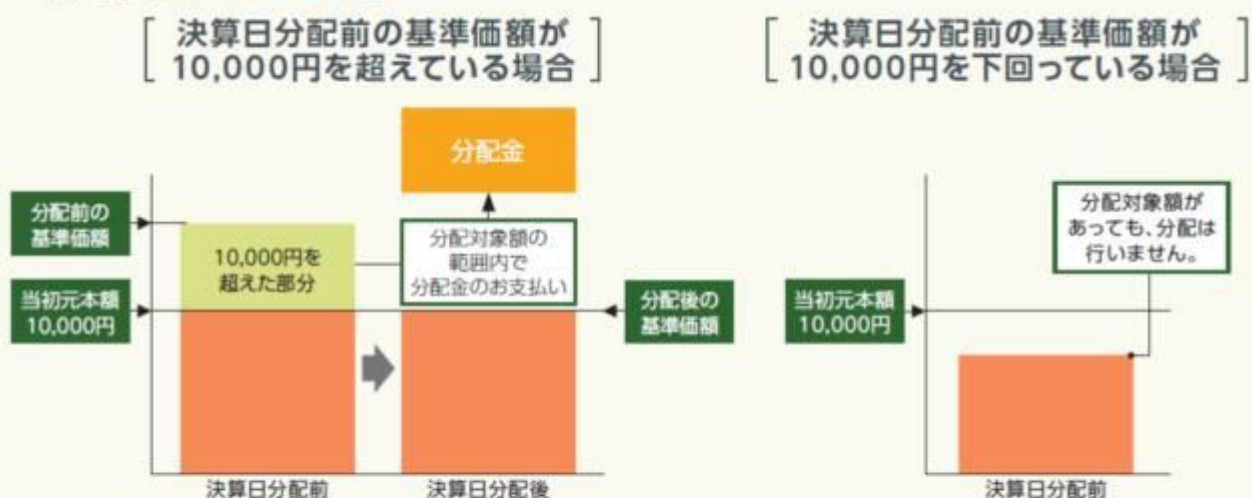 決算日分配前の基準価額が
10,000円を超えている場合
分配金
分配前の
基準価額
10,000円を
超えた部分
分配対象額の
範囲内で
分配金のお支払い
当初元本額
10,000円
分配後の
基準価額
決算日分配前
決算日分配後
決算日分配前の基準価額が
10,000円を下回っている場合
分配対象額が
あっても、分配は
行いません。
当初元本額
10,000円
決算日分配前